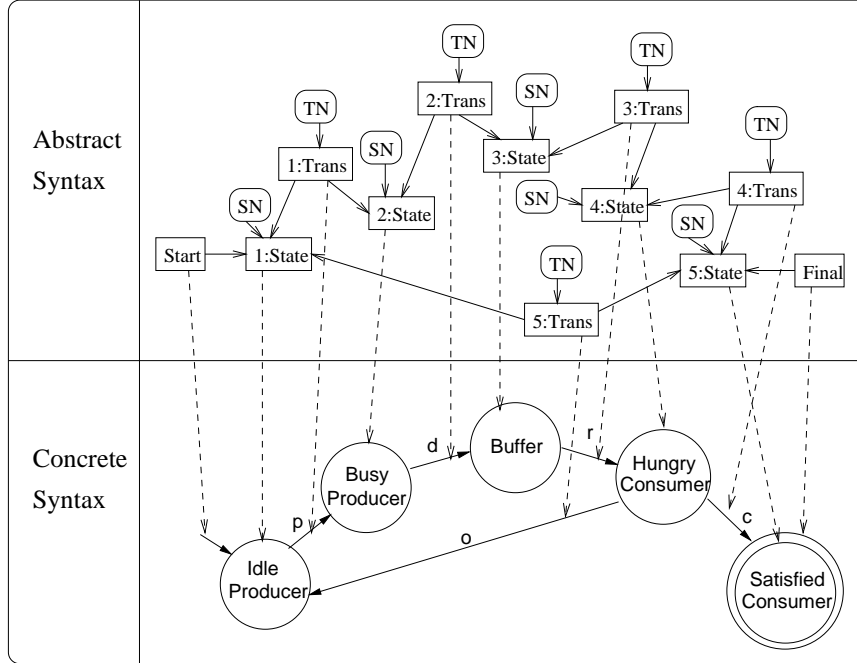 TN
TN
2:Trans
SN
3:Trans
TN
SN
TN
Abstract
Syntax
1:Trans
3:State
SN
4:Trans
SN
2:State
4:State
SN
Start
1:State
TN
5:State
Final
5:Trans
Concrete
Syntax
d
Buffer
r
Busy
Producer
Hungry
Consumer
p
o
c
Idle
Producer
Satisfied
Consumer